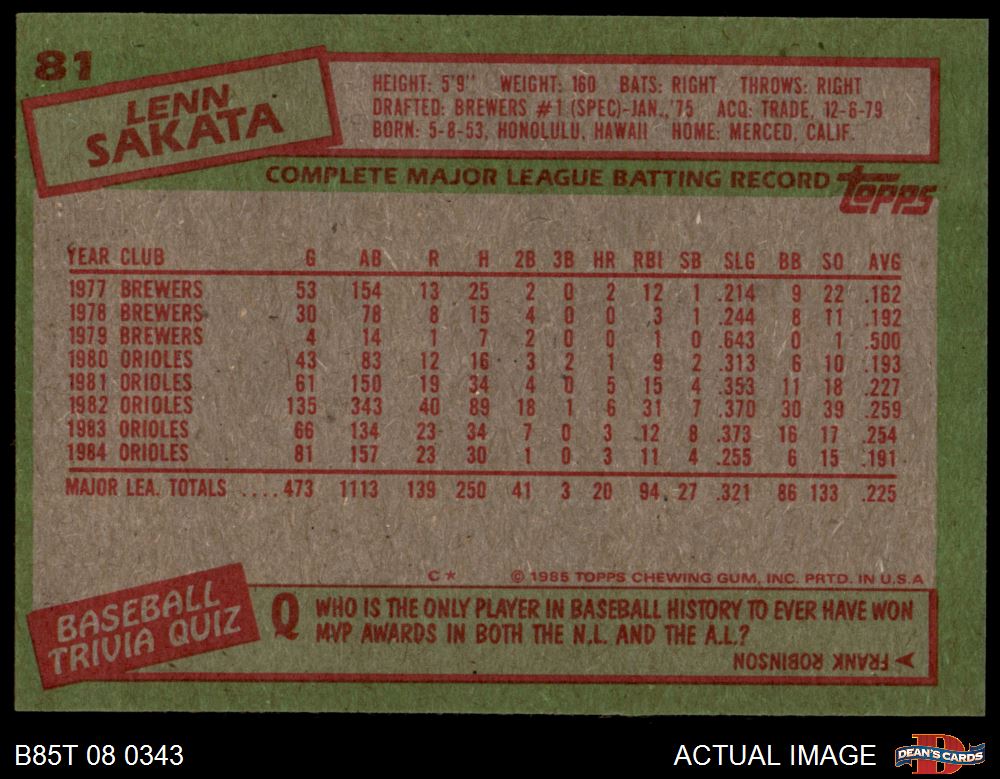 81
LENN
SAKATA
HEIGHT: 5'9" WEIGHT: 160 BATS: RIGHT THROWS: RIGHT
DRAFTED: BREWERS #1 (SPEC)-JAN., '75 ACQ: TRADE, 12-6-79
BORN: 5-8-53, HONOLULU, HAWAII HOME: MERCED, CALIF.
COMPLETE MAJOR LEAGUE BATTING RECORD
topps
YEAR CLUB G AB R H 2B 3B HR RBI SB SLG BB SO AVG
1977 BREWERS 53 154 13 25 2 0 2 12 1 .214 9 22 .162
1978 BREWERS 30 78 8 15 4 0 0 3 1 .244 8 11 .192
1979 BREWERS 4 14 1 7 2 0 0 1 0 .643 0 1 .500
1980 ORIOLES 43 83 12 16 3 2 1 9 2 .313 6 10 .193
1981 ORIOLES 61 150 19 34 4 0 5 15 4 .353 11 18 .227
1982 ORIOLES 135 343 40 89 18 1 6 31 7 .370 30 39 .259
1983 ORIOLES 66 134 23 34 7 0 3 12 8 .373 16 17 .254
1984 ORIOLES 81 157 23 30 1 0 3 11 4 .255 6 15 .191
MAJOR LEA. TOTALS ....473 1113 139 250 41 3 20 94 27 .321 86 133 .225
C* © 1985 TOPPS CHEWING GUM, INC. PRTD. IN U.S.A
BASEBALL
TRIVIA QUIZ
Q WHO IS THE ONLY PLAYER IN BASEBALL HISTORY TO EVER HAVE WON
MVP AWARDS IN BOTH THE N.L. AND THE A.L.?
FRANK ROBINSON
B85T 08 0343
ACTUAL IMAGE
DEAN'S CARDS